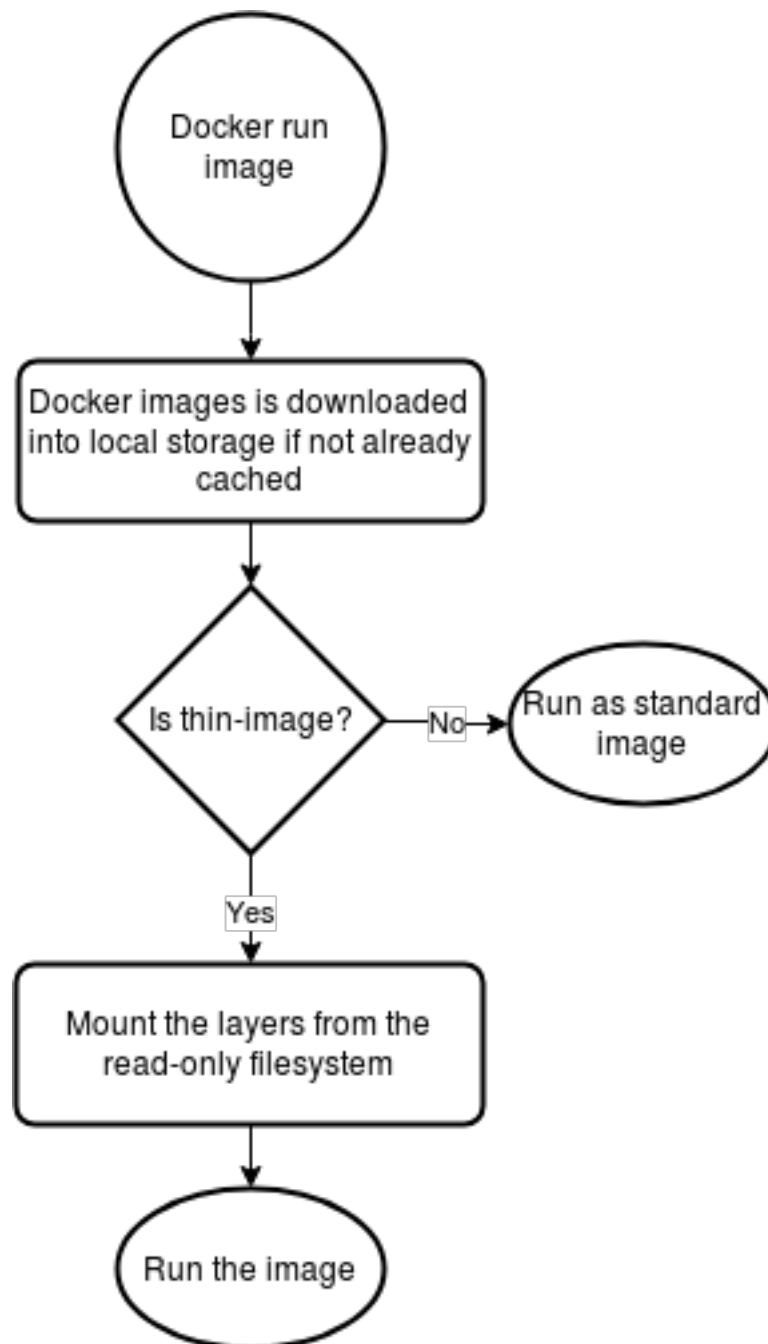 Docker run
image
Docker images is downloaded
into local storage if not already
cached
Is thin-image?
No
Run as standard
image
Yes
Mount the layers from the
read-only filesystem
Run the image